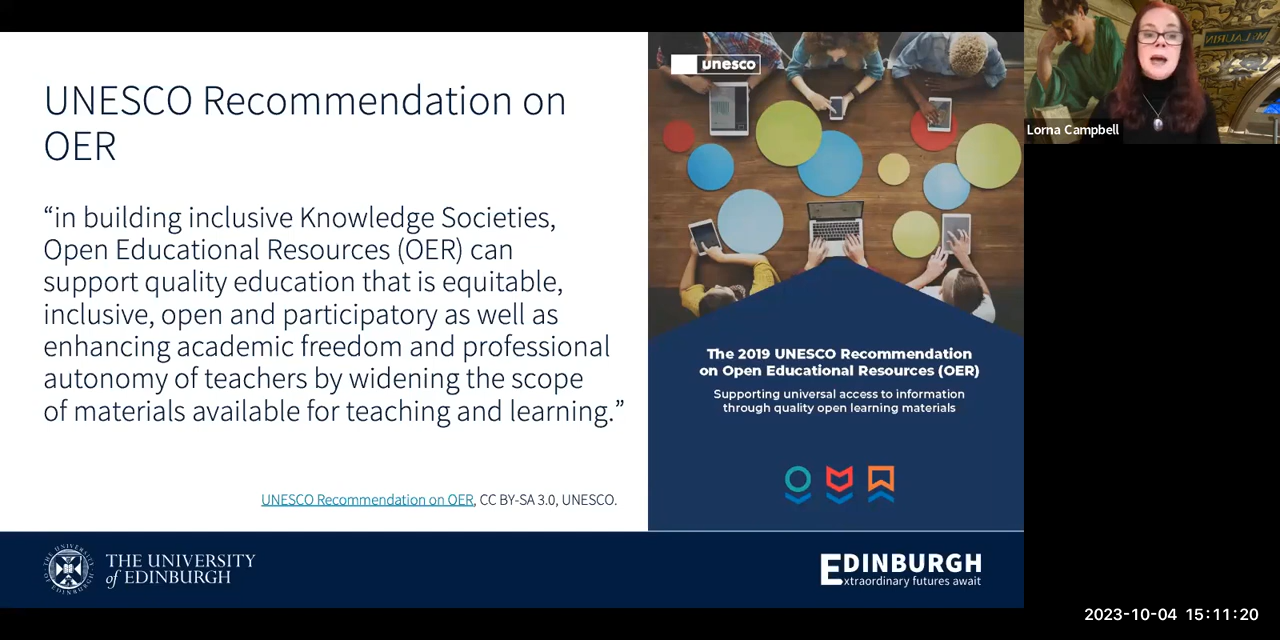 UNESCO Recommendation on
OER
“in building inclusive Knowledge Societies,
Open Educational Resources (OER) can
support quality education that is equitable,
inclusive, open and participatory as well as
enhancing academic freedom and professional
autonomy of teachers by widening the scope
of materials available for teaching and learning.”
UNESCO Recommendation on OER, CC BY-SA 3.0, UNESCO.
unesco
The 2019 UNESCO Recommendation
on Open Educational Resources (OER)
Supporting universal access to information
through quality open learning materials
THE UNIVERSITY
of EDINBURGH
EDINBURGH
xtraordinary futures await
Lorna Campbell
2023-10-04 15:11:20